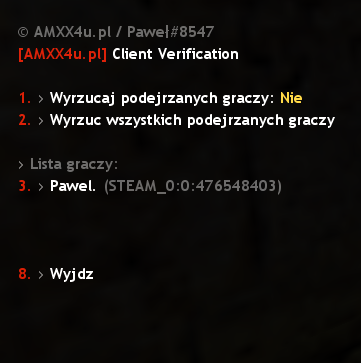 © AMXX4u.pl / Paweł#8547
[AMXX4u.pl] Client Verification
1. > Wyrzucaj podejrzanych graczy: Nie
2. > Wyrzuc wszystkich podejrzanych graczy
> Lista graczy:
3. > Pawel. (STEAM_0:0:476548403)
8. > Wyjdz